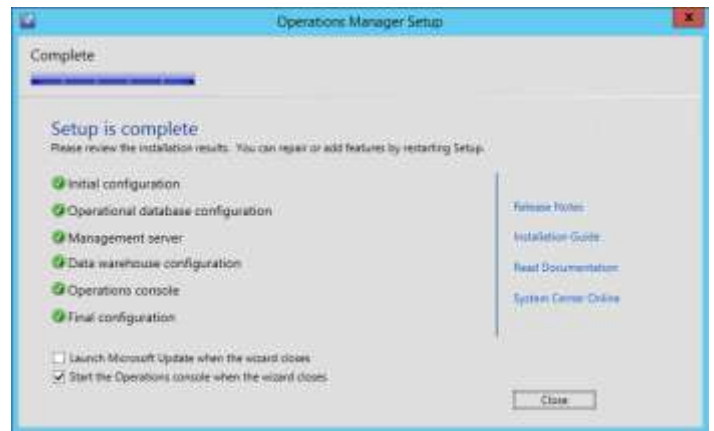 Operations Manager Setup
Complete
Setup is complete
Please review the installation results. You can repair or add features by restarting Setup.
Initial configuration
Operational database configuration
Management server
Data warehouse configuration
Operations console
Final configuration
Release Notes
Installation Guide
Read Documentation
System Center Online
Launch Microsoft Update when the wizard closes
Start the Operations console when the wizard closes
Close